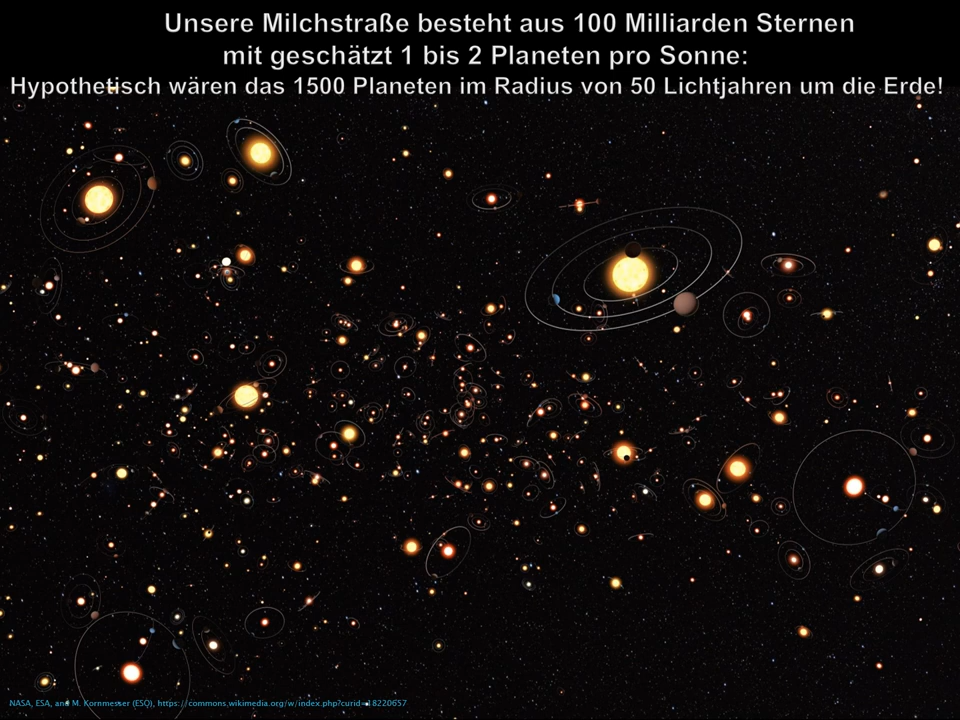 Unsere Milchstraße besteht aus 100 Milliarden Sternen
mit geschätzt 1 bis 2 Planeten pro Sonne:
Hypothetisch wären das 1500 Planeten im Radius von 50 Lichtjahren um die Erde!
NASA, ESA, and M. Kornmesser (ESO), https://commons.wikimedia.org/w/index.php?curid=18220657